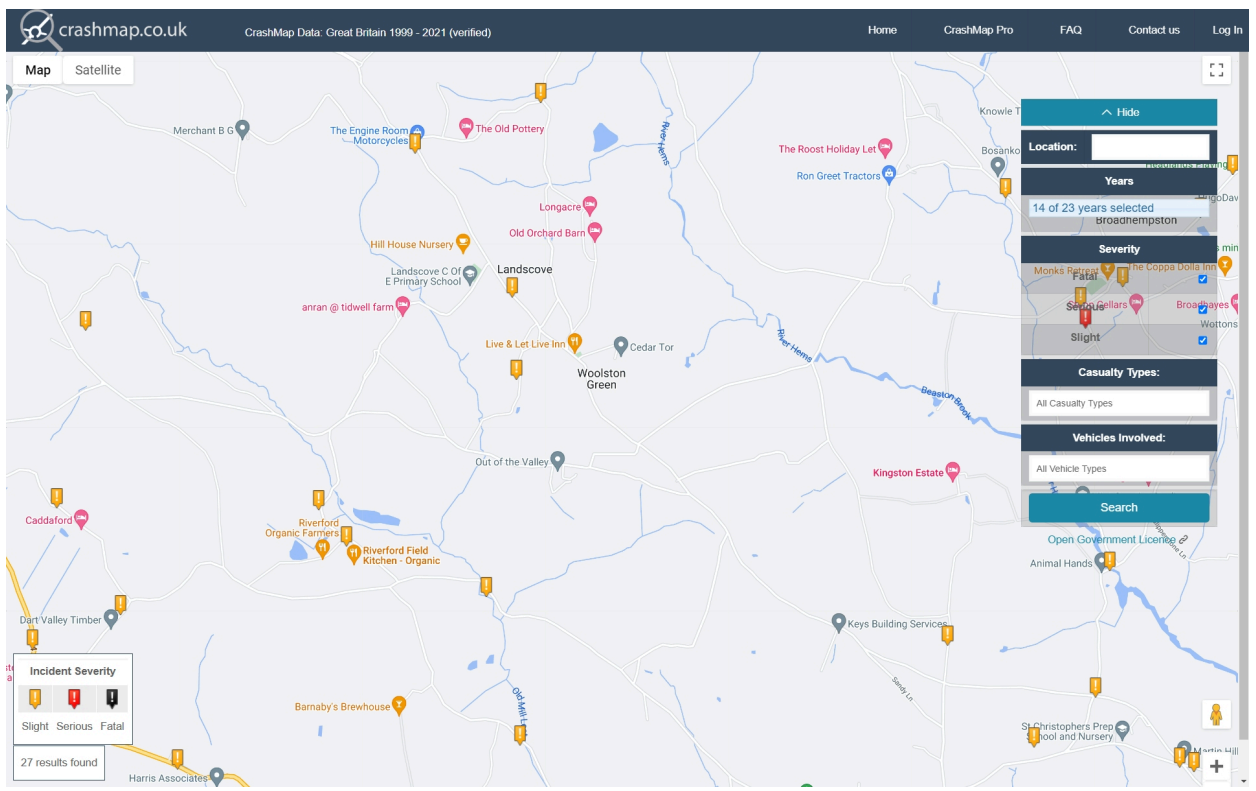 crashmap.co.uk
CrashMap Data: Great Britain 1999 - 2021 (verified)
Home
CrashMap Pro
FAQ
Contact us
Log In
Map
Satellite
Merchant B G
The Engine Room
Motorcycles
The Old Pottery
River Hems
The Roost Holiday Let
Ron Greet Tractors
Knowle
Hide
Location:
Years
14 of 23 years selected
Broadhempston
Severity
Longacre
Old Orchard Barn
Hill House Nursery
Landscove C Of
E Primary School
Landscove
anran @ tidwell farm
Monks Retreat
The Coppa Dolla Inn
Fatal
Serious
Slight
Live & Let Live Inn
Cedar Tor
Woolston
Green
River Hems
Beaston Brook
Casualty Types:
All Casualty Types
Vehicles Involved:
All Vehicle Types
Search
Open Government Licence
Out of the Valley
Kingston Estate
Caddaford
Riverford
Organic Farmers
Riverford Field
Kitchen - Organic
Animal Hands
Dart Valley Timber
Keys Building Services
Sandy Ln
Incident Severity
Slight Serious Fatal
27 results found
Barnaby's Brewhouse
Old Mill L
St Christophers Prep
School and Nursery
Martin Hill
Harris Associates